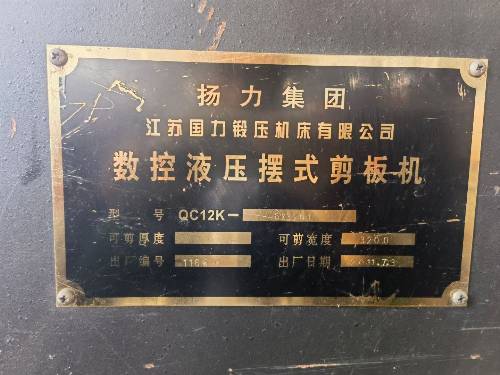 扬力集团
江苏国力锻压机床有限公司
数控液压摆式剪板机
型 号 QC12K-
可剪厚度 可剪宽度 3200
出厂编号 出厂日期